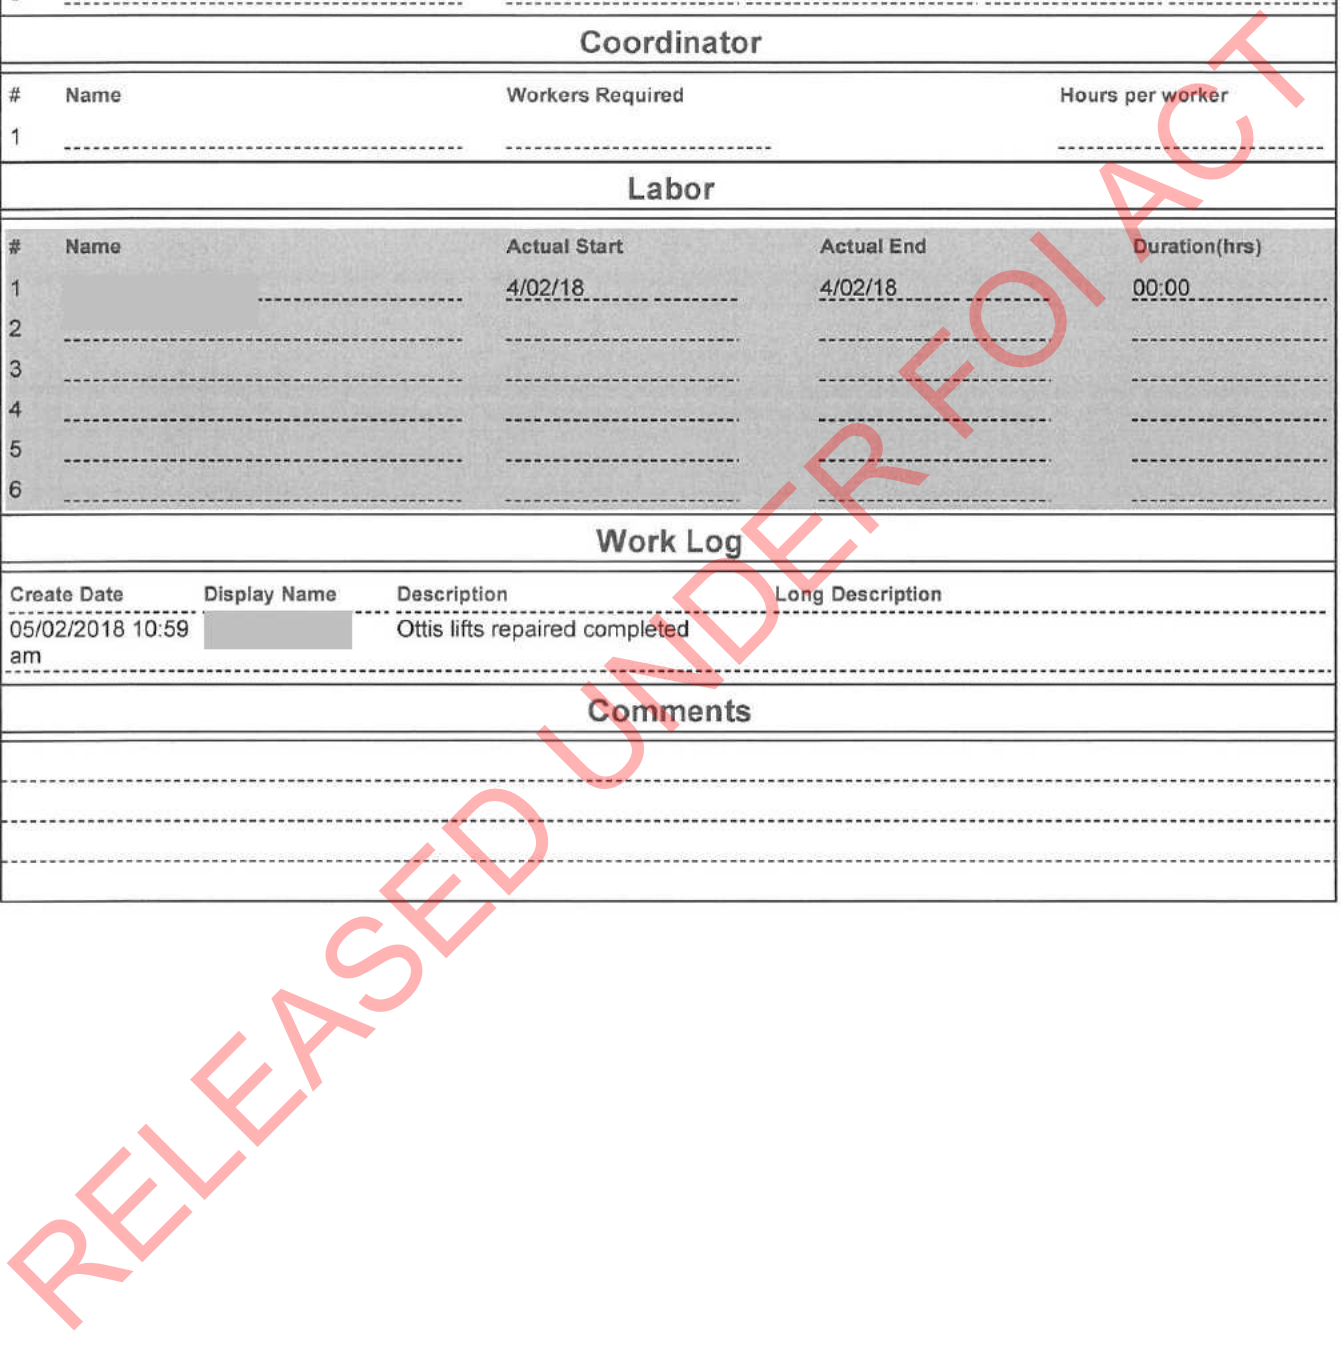 Coordinator
# Name Workers Required Hours per worker
1
Labor
# Name Actual Start Actual End Duration(hrs)
1 4/02/18 4/02/18 00:00
2
3
4
5
6
Work Log
Create Date Display Name Description Long Description
05/02/2018 10:59 Ottis lifts repaired completed
am
Comments
RELEASED UNDER FOI ACT